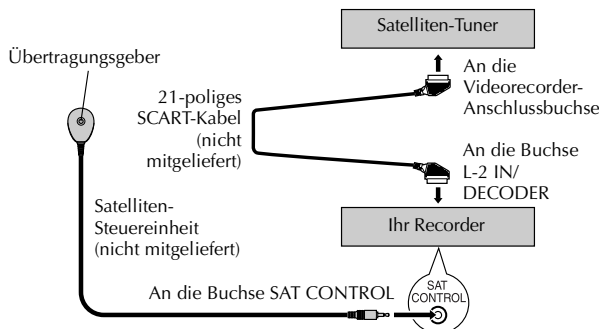 Satelliten-Tuner
Übertragungsgeber
An die
Videorecorder-
Anschlussbuchse
21-poliges
SCART-Kabel
(nicht
mitgeliefert)
An die Buchse
L-2 IN/
DECODER
Satelliten-
Steuereinheit
(nicht mitgeliefert)
Ihr Recorder
An die Buchse SAT CONTROL
SAT
CONTROL